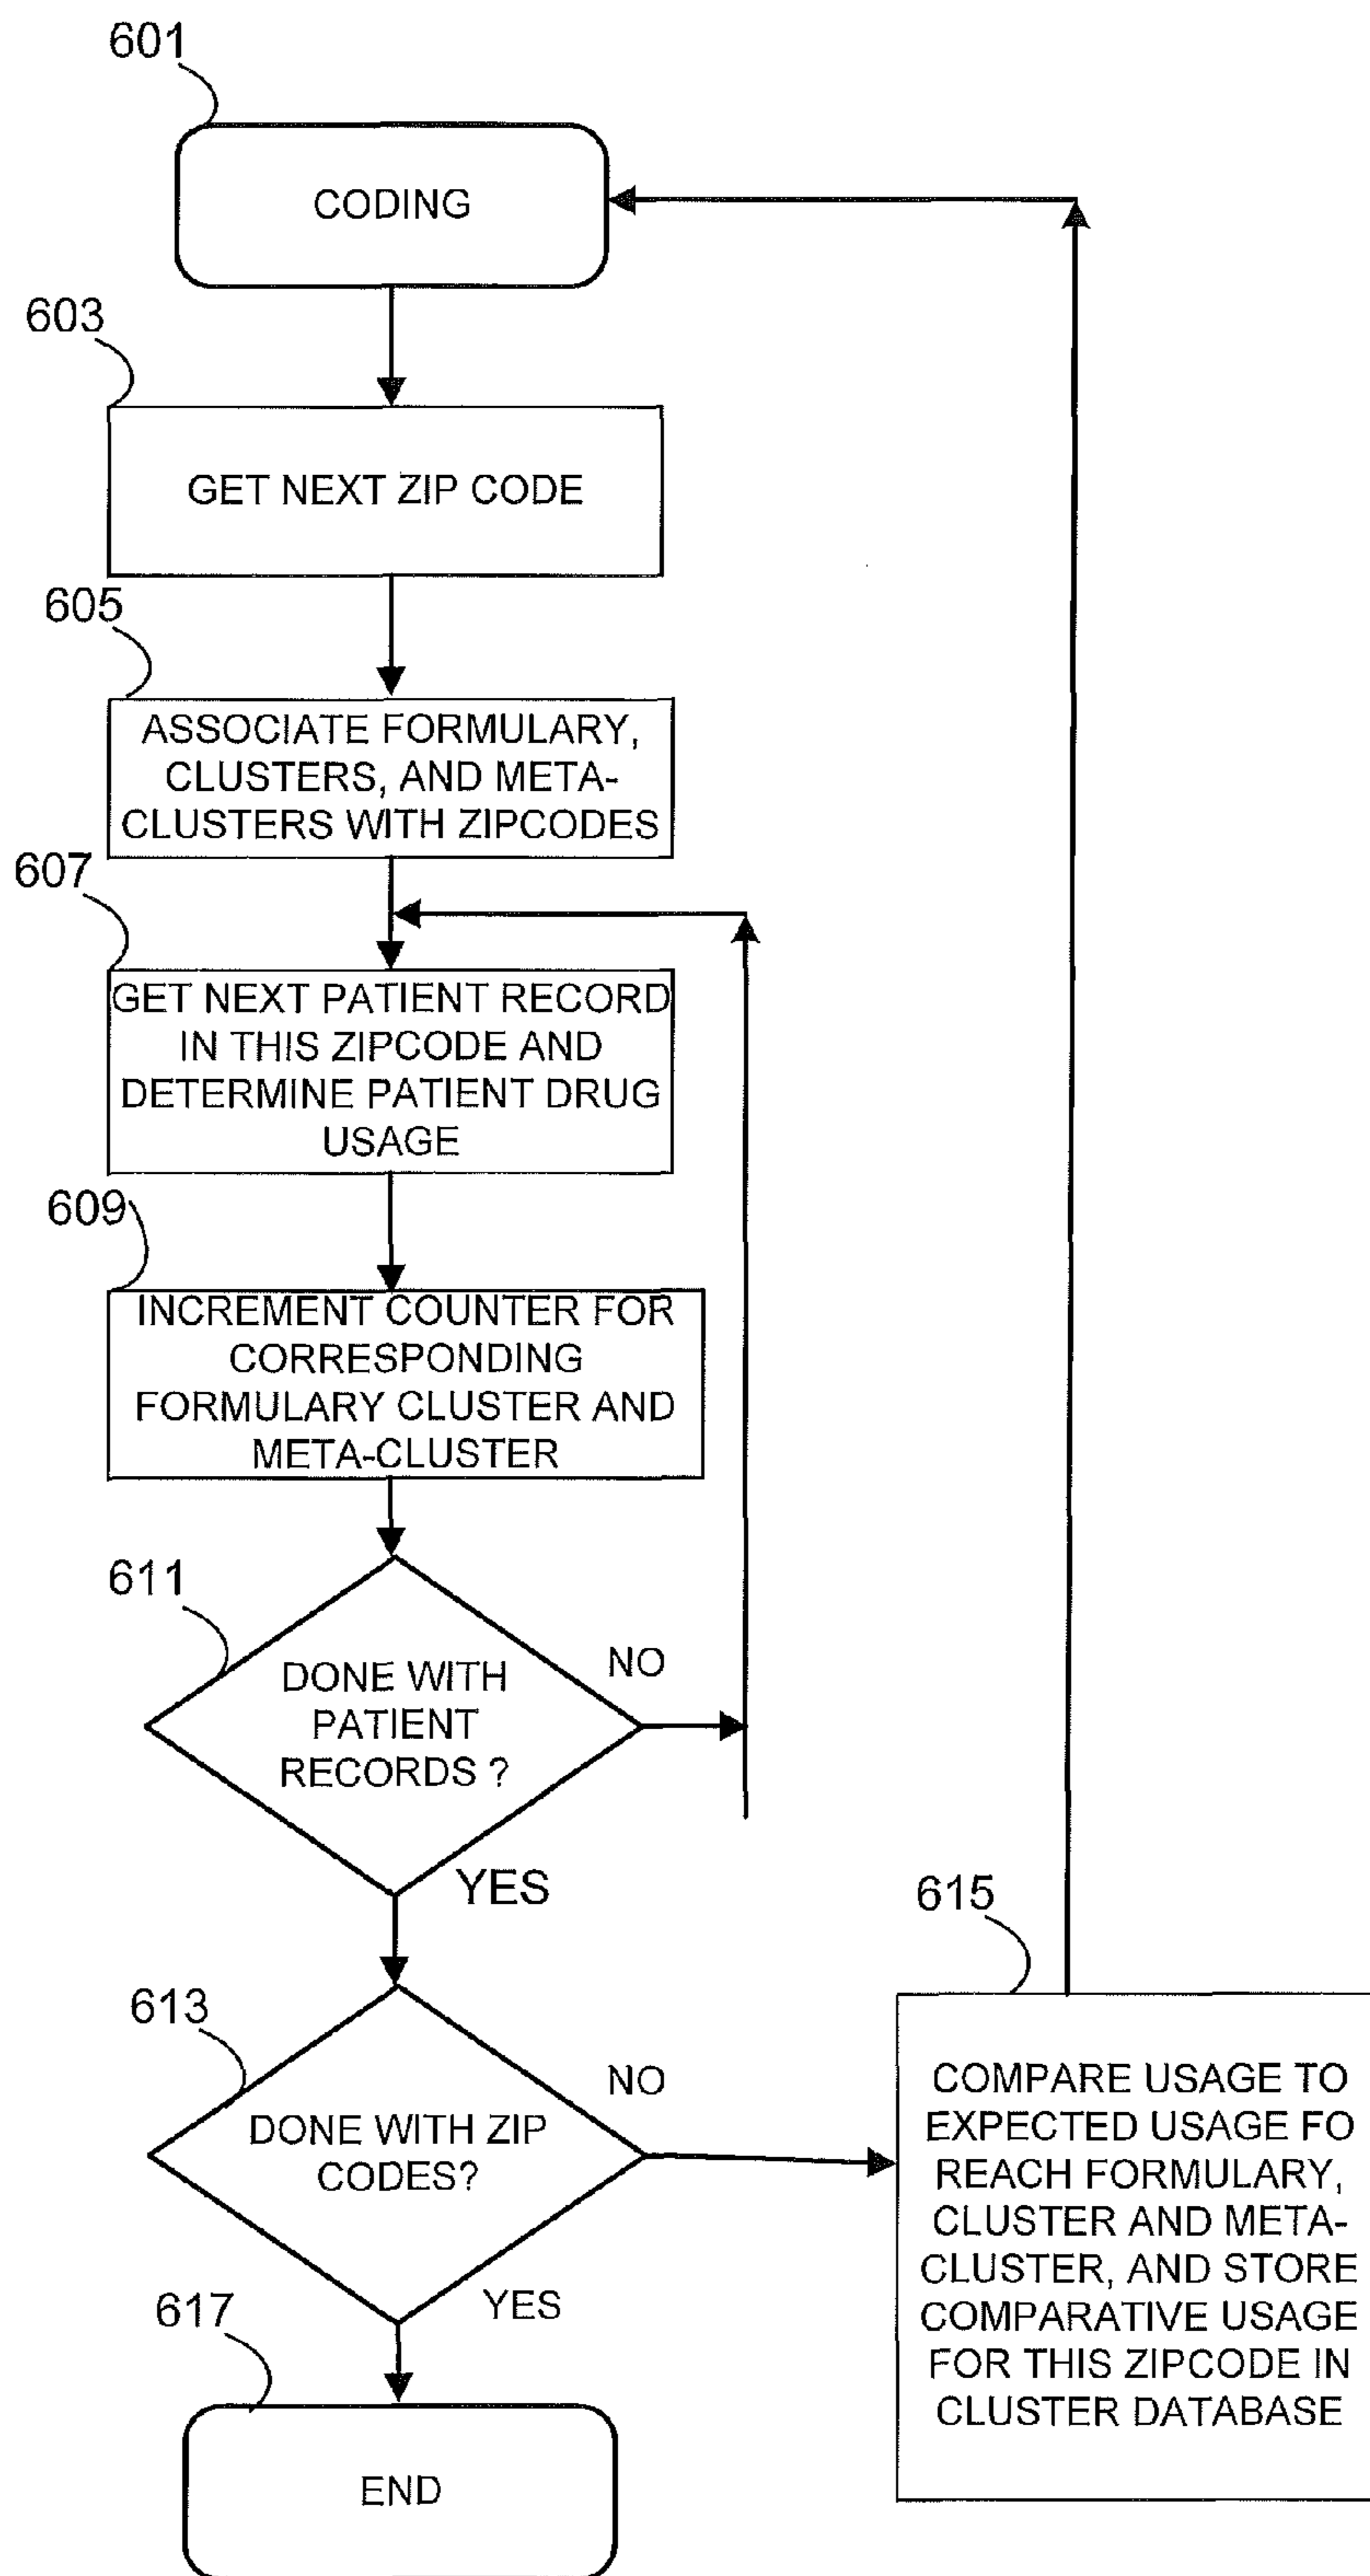 601
CODING
603
GET NEXT ZIP CODE
605
ASSOCIATE FORMULARY,
CLUSTERS, AND META-
CLUSTERS WITH ZIPCODES
607
GET NEXT PATIENT RECORD
IN THIS ZIPCODE AND
DETERMINE PATIENT DRUG
USAGE
609
INCREMENT COUNTER FOR
CORRESPONDING
FORMULARY CLUSTER AND
META-CLUSTER
611
DONE WITH
PATIENT
RECORDS ?
NO
YES
613
DONE WITH ZIP
CODES?
NO
YES
615
COMPARE USAGE TO
EXPECTED USAGE FO
REACH FORMULARY,
CLUSTER AND META-
CLUSTER, AND STORE
COMPARATIVE USAGE
FOR THIS ZIPCODE IN
CLUSTER DATABASE
617
END